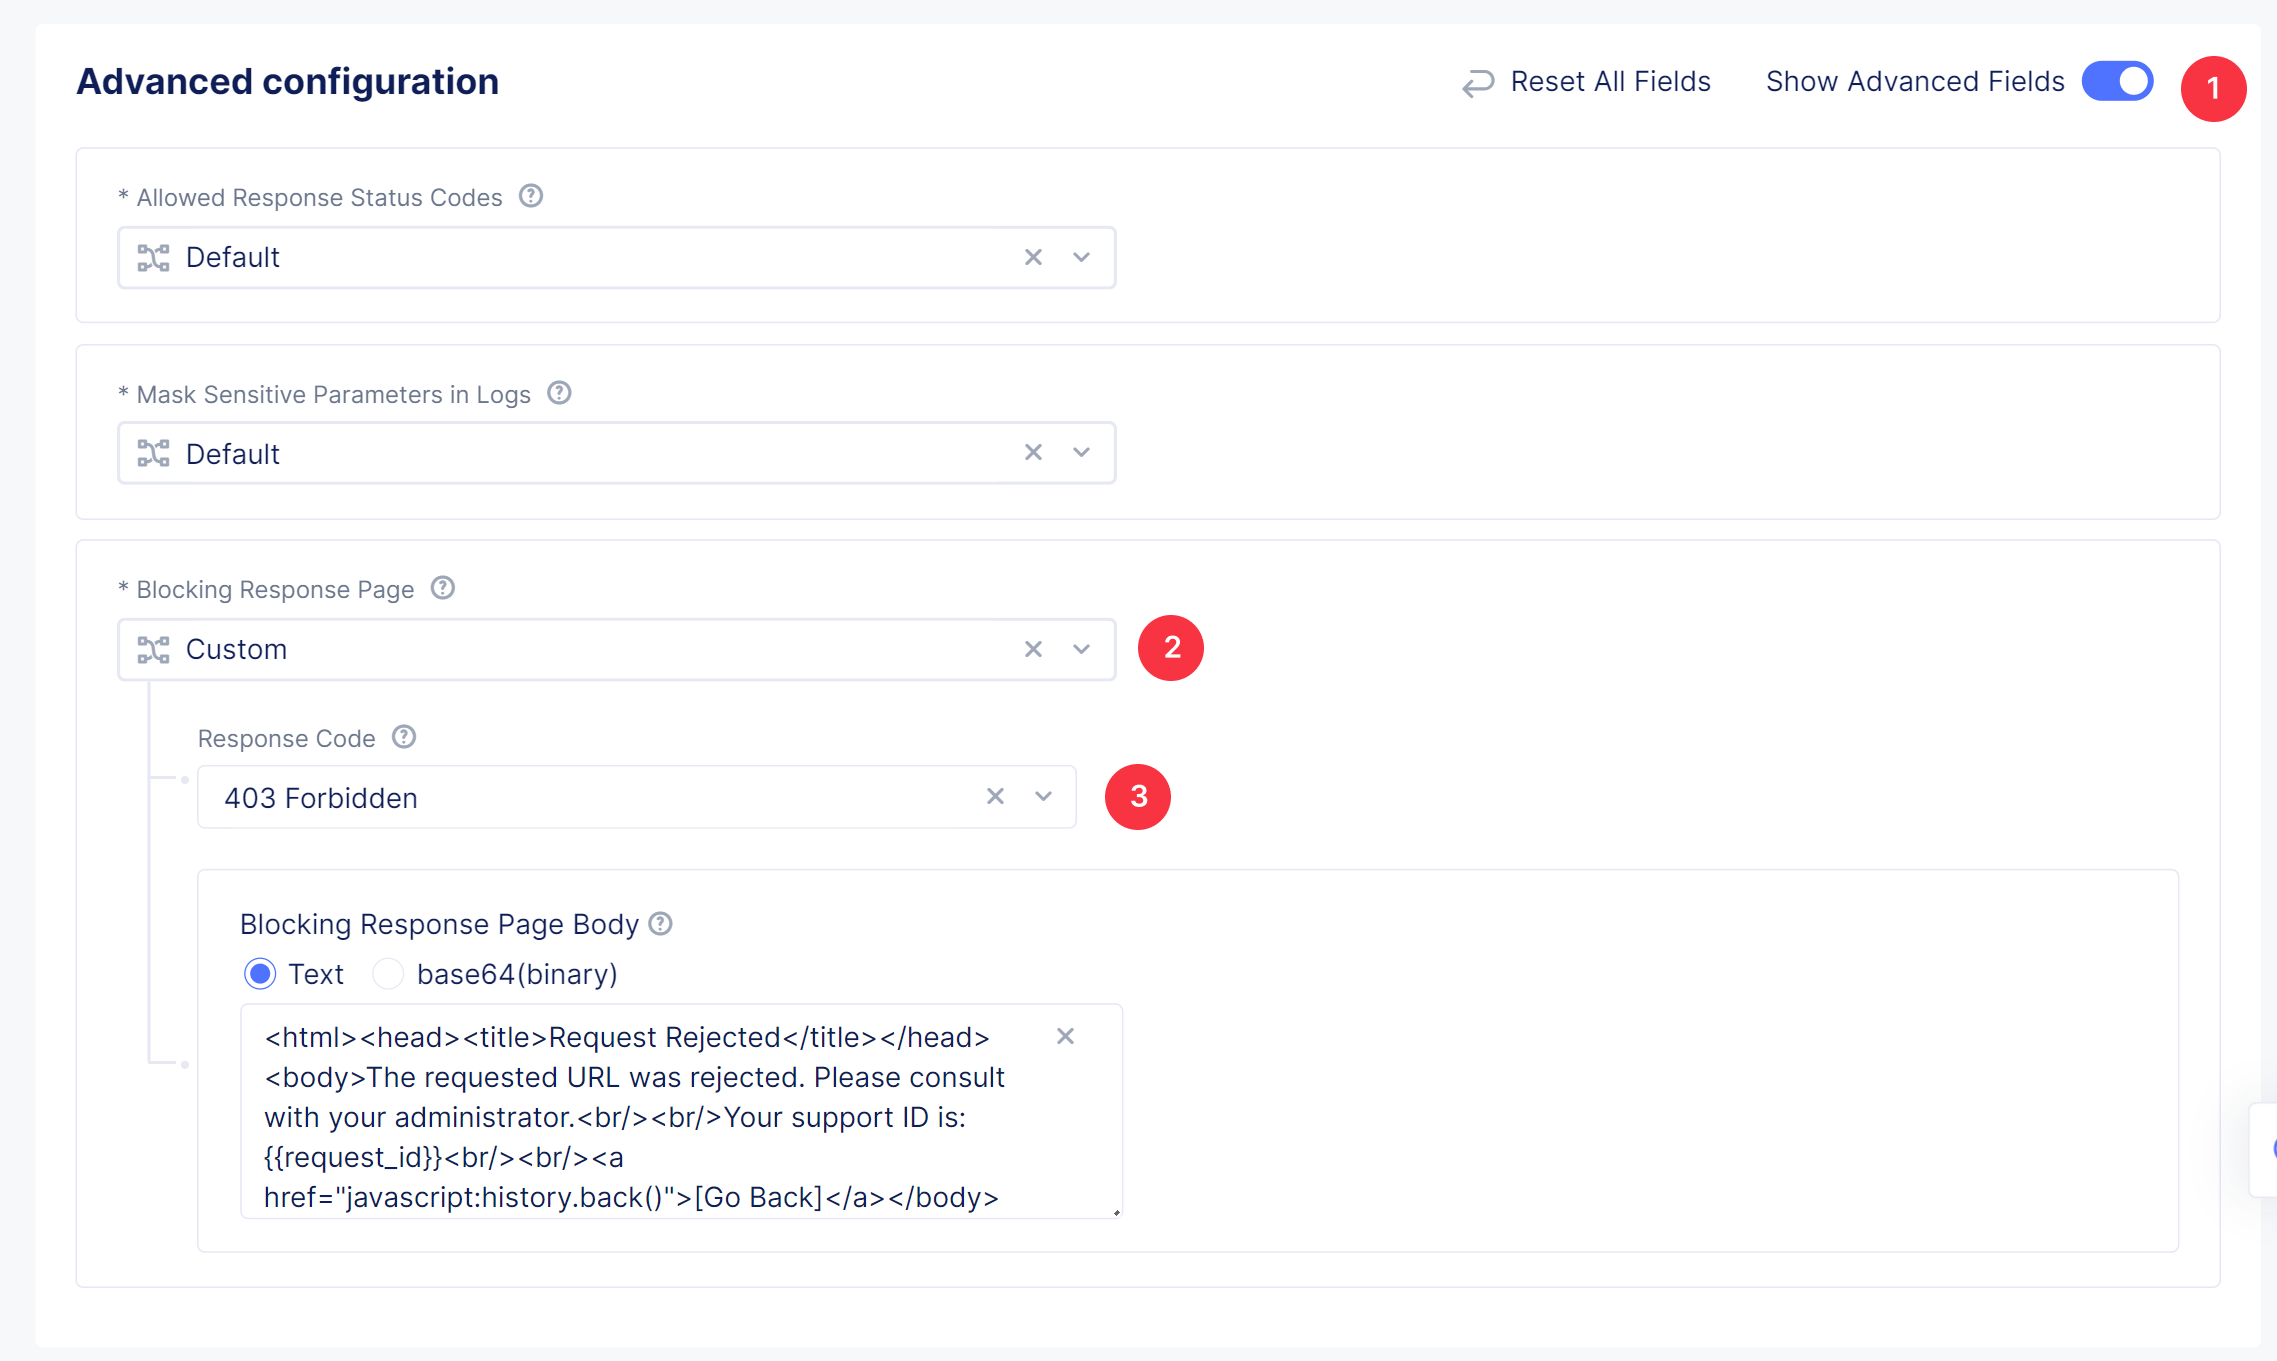 Advanced configuration
Reset All Fields
Show Advanced Fields
1
* Allowed Response Status Codes
Default
* Mask Sensitive Parameters in Logs
Default
* Blocking Response Page
Custom
2
Response Code
403 Forbidden
3
Blocking Response Page Body
Text
base64(binary)
<html><head><title>Request Rejected</title></head>
<body>The requested URL was rejected. Please consult
with your administrator.<br/><br/>Your support ID is:
{{request_id}}<br/><br/><a
href="javascript:history.back()">[Go Back]</a></body>